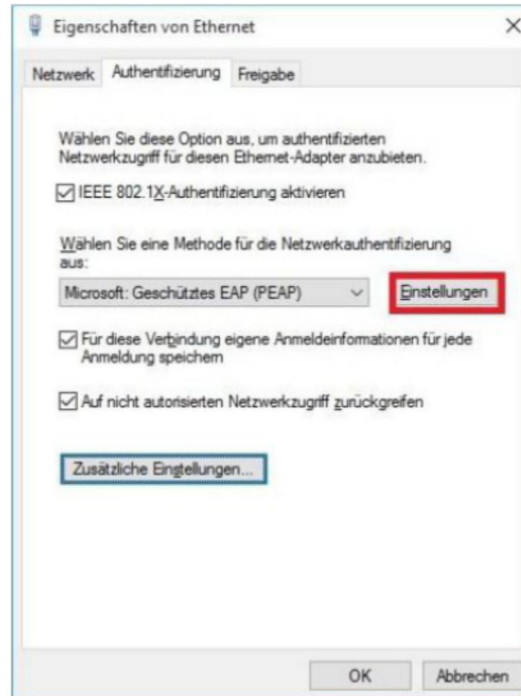 Eigenschaften von Ethernet
Netzwerk Authentifizierung Freigabe
Wählen Sie diese Option aus, um authentifizierten
Netzwerkzugriff für diesen Ethernet-Adapter anzubieten.
IEEE 802.1X-Authentifizierung aktivieren
Wählen Sie eine Methode für die Netzwerkauthentifizierung
aus:
Microsoft: Geschütztes EAP (PEAP) Einstellungen
Für diese Verbindung eigene Anmeldeinformationen für jede
Anmeldung speichern
Auf nicht autorisierten Netzwerkzugriff zurückgreifen
Zusätzliche Einstellungen...
OK Abbrechen